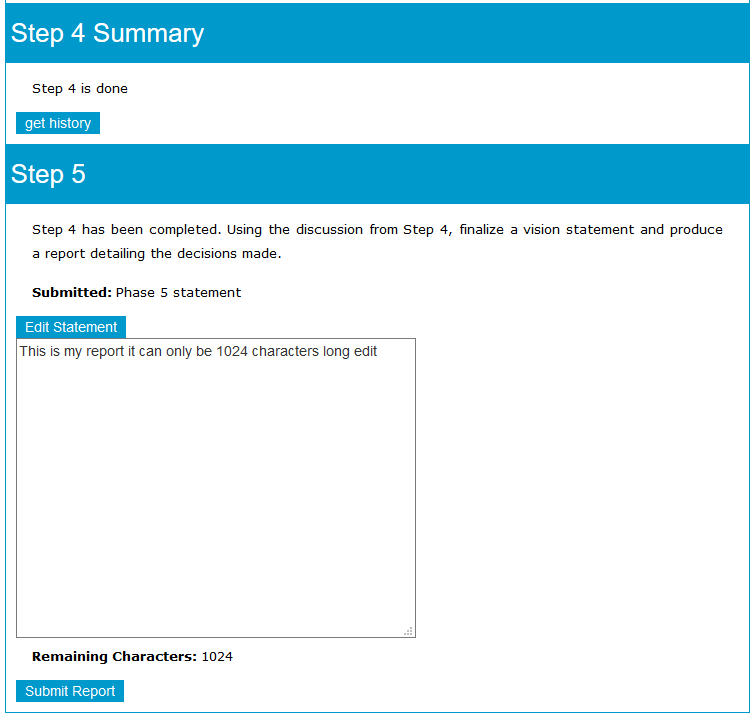 Step 4 Summary
Step 4 is done
get history
Step 5
Step 4 has been completed. Using the discussion from Step 4, finalize a vision statement and produce
a report detailing the decisions made.
Submitted: Phase 5 statement
Edit Statement
This is my report it can only be 1024 characters long edit
Remaining Characters: 1024
Submit Report